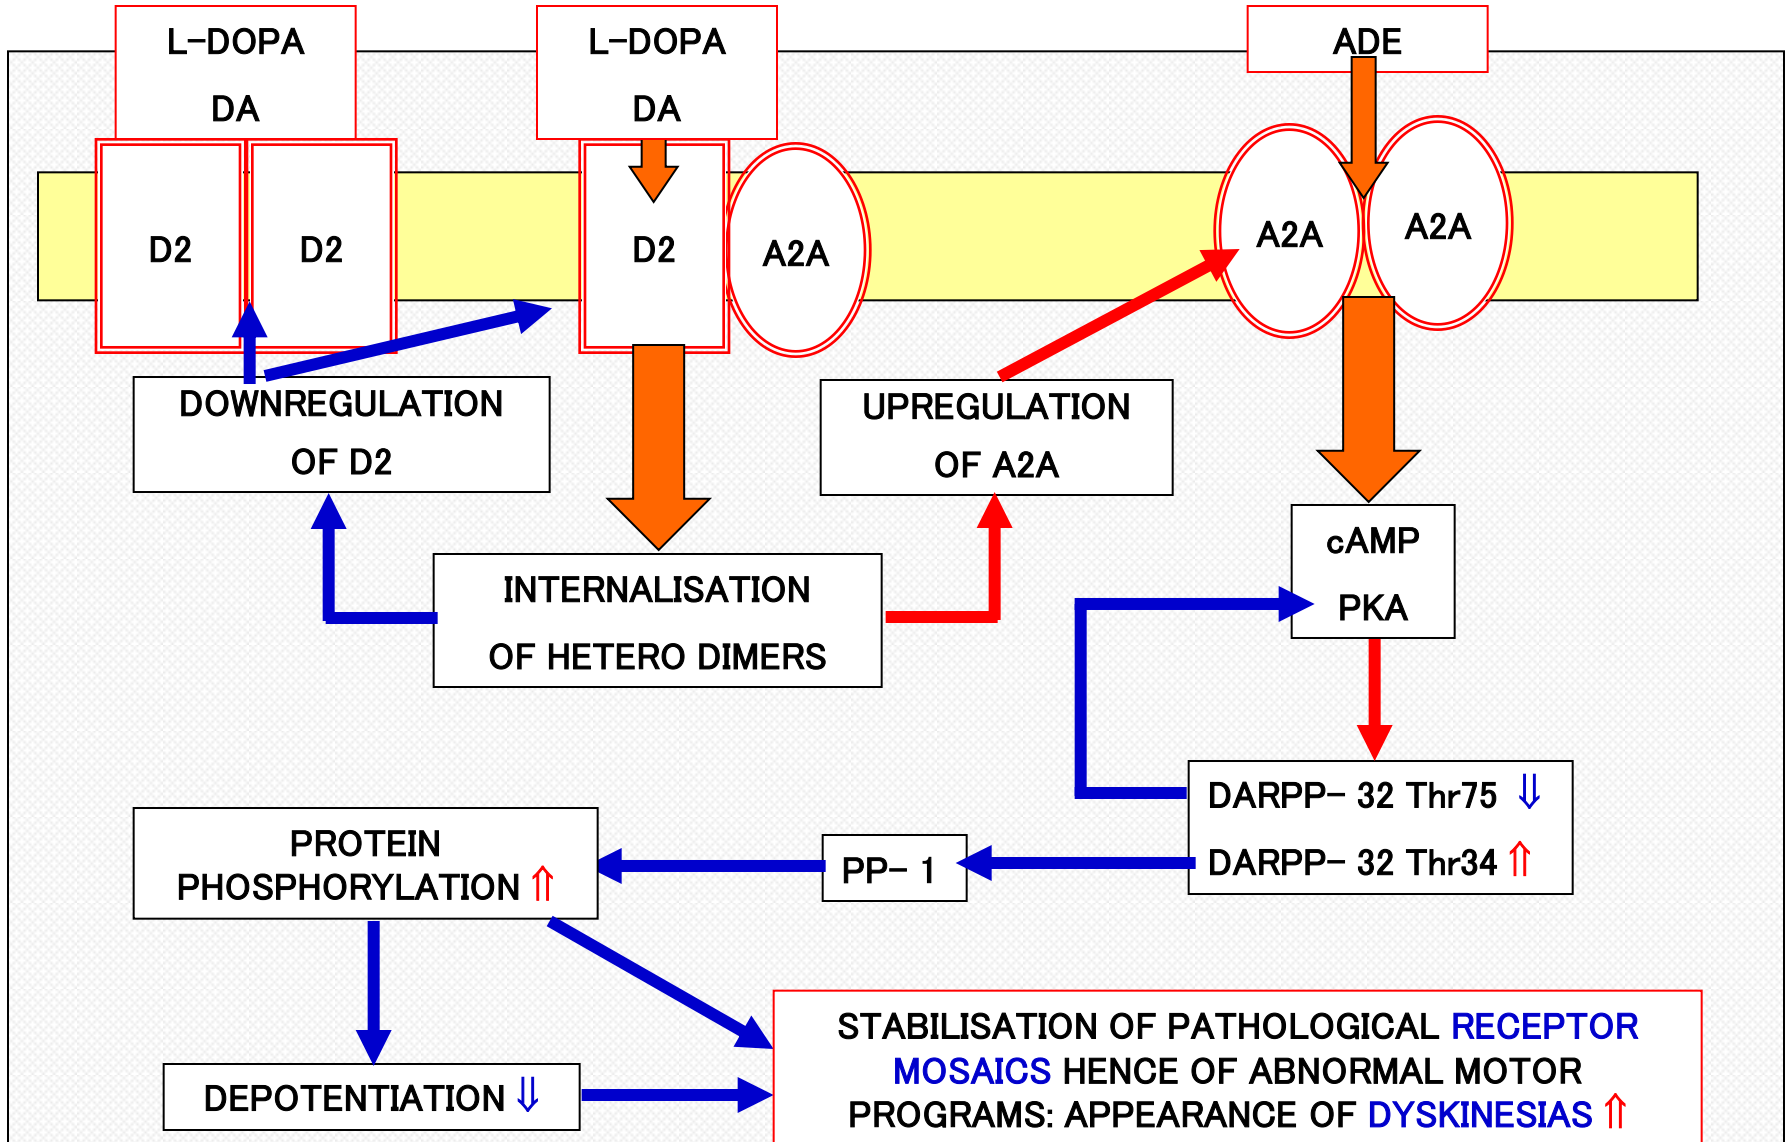 L-DOPA
DA
L-DOPA
DA
ADE
D2
D2
D2
A2A
A2A
A2A
DOWNREGULATION
OF D2
UPREGULATION
OF A2A
INTERNALISATION
OF HETERO DIMERS
cAMP
PKA
DARPP- 32 Thr75 ⇓
DARPP- 32 Thr34 ⇑
PP- 1
PROTEIN
PHOSPHORYLATION ⇑
DEPOTENTIATION ⇓
STABILISATION OF PATHOLOGICAL RECEPTOR
MOSAICS HENCE OF ABNORMAL MOTOR
PROGRAMS: APPEARANCE OF DYSKINESIAS ⇑